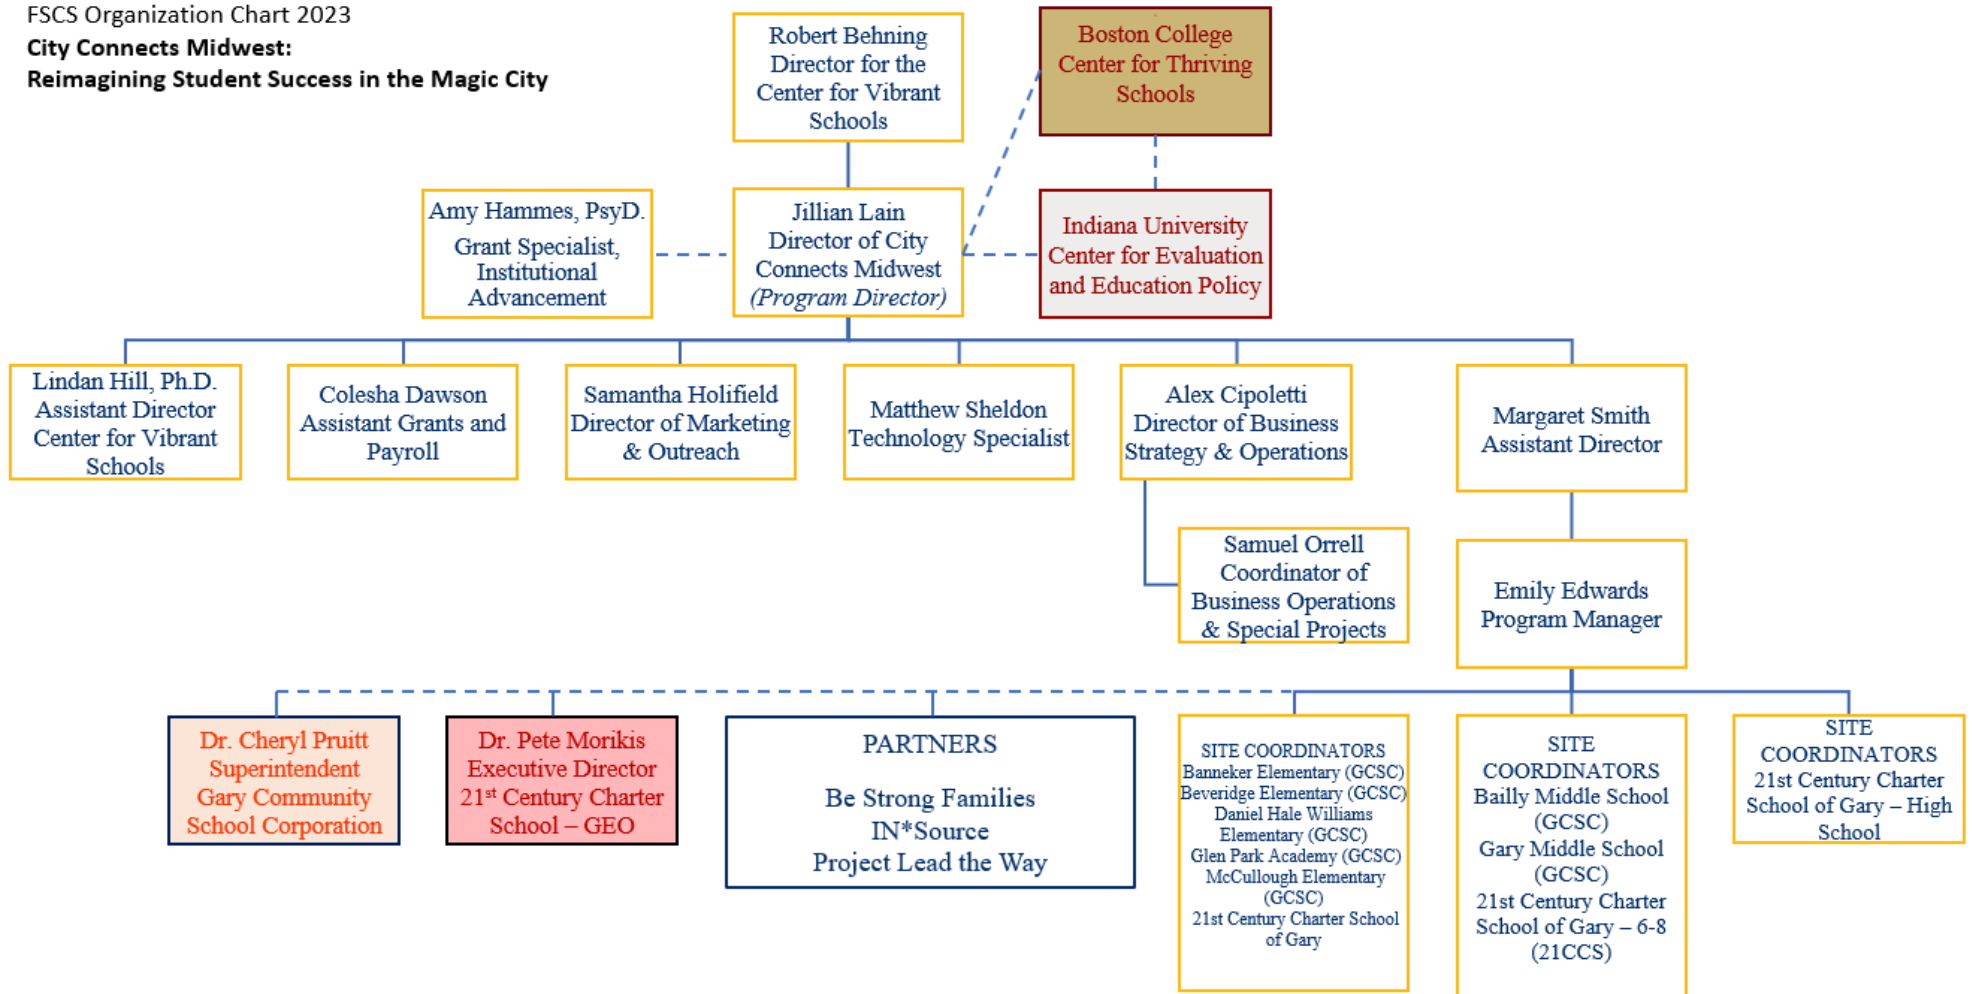 FSCS Organization Chart 2023
City Connects Midwest:
Reimagining Student Success in the Magic City
Robert Behning
Director for the
Center for Vibrant
Schools
Boston College
Center for Thriving
Schools
Amy Hammes, PsyD.
Grant Specialist,
Institutional
Advancement
Jillian Lain
Director of City
Connects Midwest
(Program Director)
Indiana University
Center for Evaluation
and Education Policy
Lindan Hill, Ph.D.
Assistant Director
Center for Vibrant
Schools
Colesha Dawson
Assistant Grants and
Payroll
Samantha Holifield
Director of Marketing
& Outreach
Matthew Sheldon
Technology Specialist
Alex Cipoletti
Director of Business
Strategy & Operations
Margaret Smith
Assistant Director
Samuel Orrell
Coordinator of
Business Operations
& Special Projects
Emily Edwards
Program Manager
Dr. Cheryl Pruitt
Superintendent
Gary Community
School Corporation
Dr. Pete Morikis
Executive Director
21st Century Charter
School – GEO
PARTNERS
Be Strong Families
IN*Source
Project Lead the Way
SITE COORDINATORS
Banneker Elementary (GCSC)
Beveridge Elementary (GCSC)
Daniel Hale Williams
Elementary (GCSC)
Glen Park Academy (GCSC)
McCullough Elementary
(GCSC)
21st Century Charter School
of Gary
SITE
COORDINATORS
Bailly Middle School
(GCSC)
Gary Middle School
(GCSC)
21st Century Charter
School of Gary – 6-8
(21CCS)
SITE
COORDINATORS
21st Century Charter
School of Gary – High
School